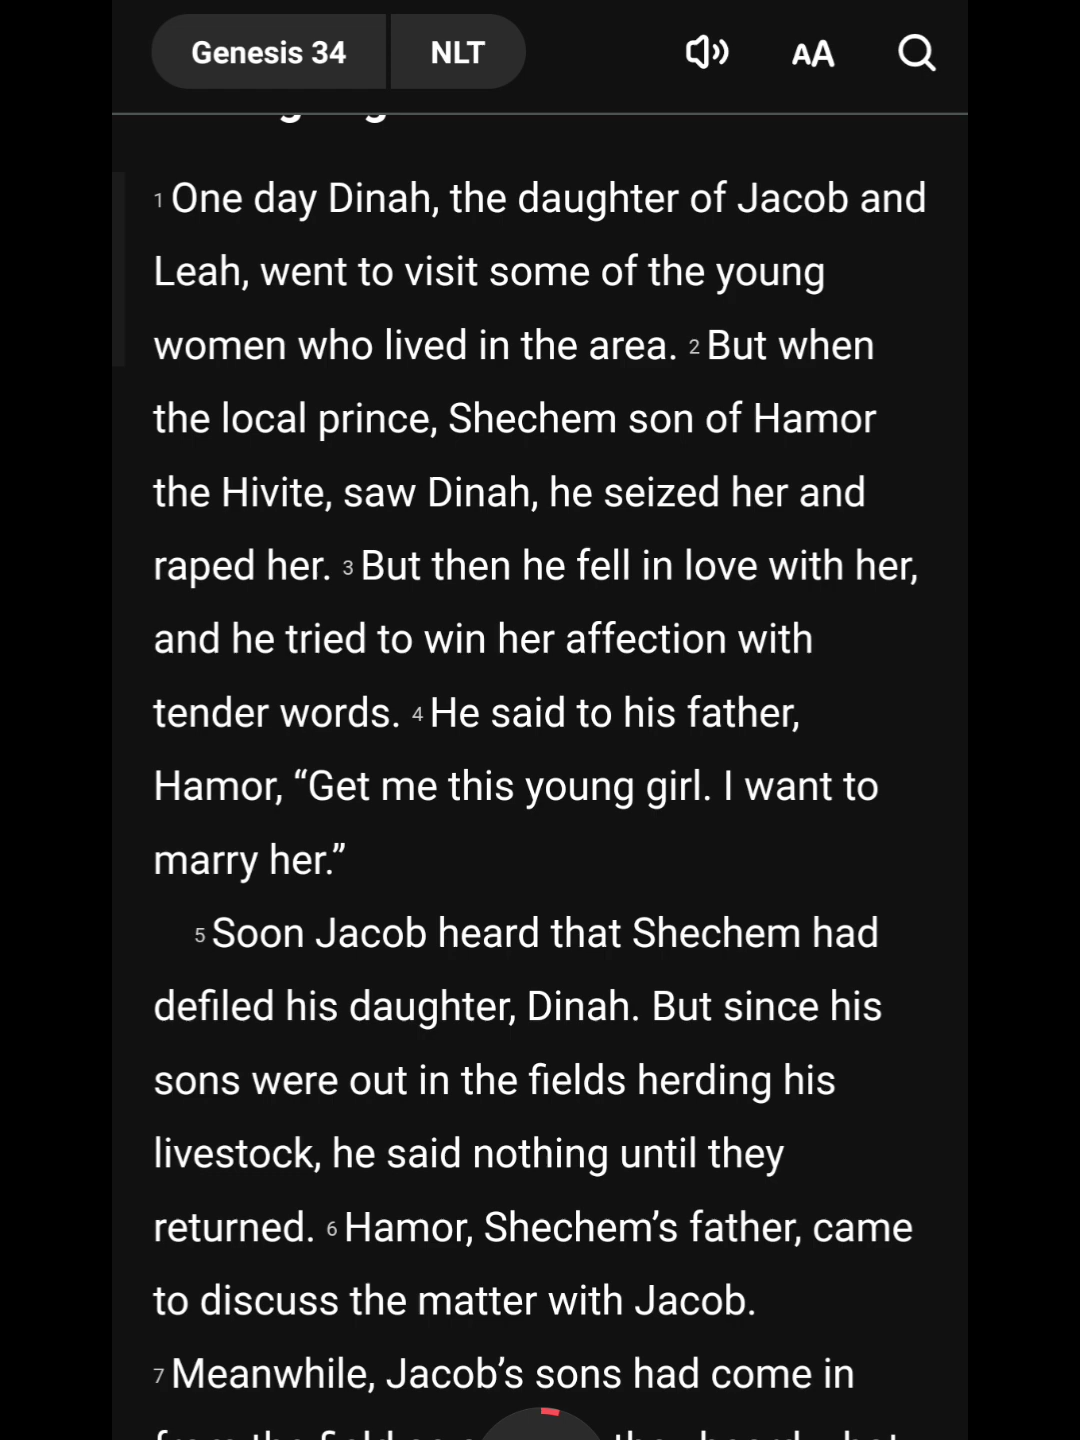 Genesis 34 NLT AA
1 One day Dinah, the daughter of Jacob and
Leah, went to visit some of the young
women who lived in the area. 2 But when
the local prince, Shechem son of Hamor
the Hivite, saw Dinah, he seized her and
raped her. 3 But then he fell in love with her,
and he tried to win her affection with
tender words. 4 He said to his father,
Hamor, “Get me this young girl. I want to
marry her.”
5 Soon Jacob heard that Shechem had
defiled his daughter, Dinah. But since his
sons were out in the fields herding his
livestock, he said nothing until they
returned. 6 Hamor, Shechem’s father, came
to discuss the matter with Jacob.
7 Meanwhile, Jacob’s sons had come in